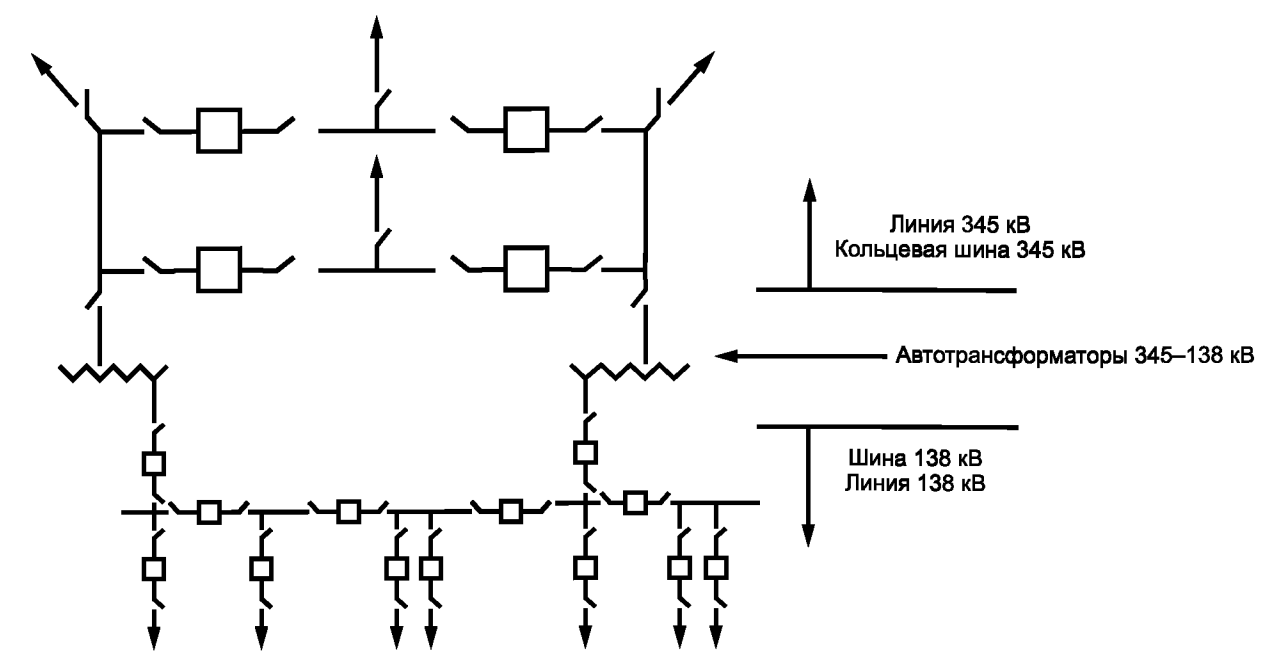 Линия 345 кВ
Кольцевая шина 345 кВ
Автотрансформаторы 345–138 кВ
Шина 138 кВ
Линия 138 кВ